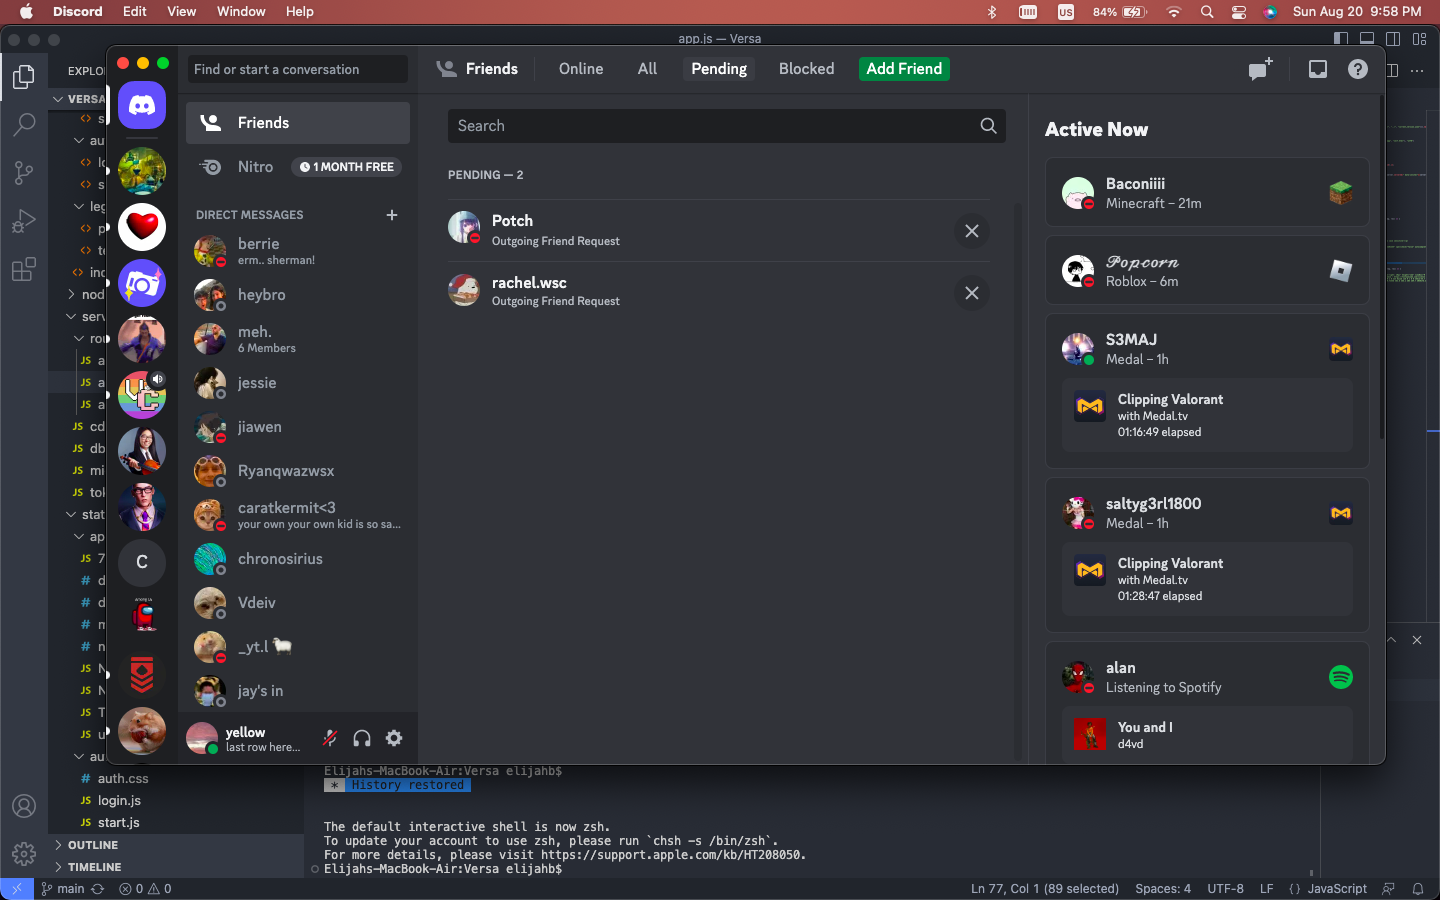 Discord Edit View Window Help
US 84% Sun Aug 20 9:58 PM
app.js — Versa
EXPLO
VERSA
s
au
lo
s
leg
p
te
ind
nod
serv
rou
a
a
a
cd
db
mi
tok
stat
ap
7
d
d
m
n
N
N
T
u
au
auth.css
login.js
start.js
OUTLINE
TIMELINE
main 0 0
Find or start a conversation
Friends
Nitro 1 MONTH FREE
DIRECT MESSAGES
berrie
erm.. sherman!
heybro
meh.
6 Members
jessie
jiawen
Ryanqwazwsx
caratkermit<3
your own your own kid is so sa...
chronosirius
Vdeiv
_yt.l 🐑
jay's in
yellow
last row here...
C
Friends Online All Pending Blocked Add Friend
Search
PENDING — 2
Potch
Outgoing Friend Request
rachel.wsc
Outgoing Friend Request
Active Now
Baconiiii
Minecraft – 21m
𝒫𝑜𝓅𝒸𝑜𝓇𝓃
Roblox – 6m
S3MAJ
Medal – 1h
Clipping Valorant
with Medal.tv
01:16:49 elapsed
saltyg3rl1800
Medal – 1h
Clipping Valorant
with Medal.tv
01:28:47 elapsed
alan
Listening to Spotify
You and I
d4vd
Elijahs-MacBook-Air:Versa elijahb$
* History restored
The default interactive shell is now zsh.
To update your account to use zsh, please run `chsh -s /bin/zsh`.
For more details, please visit https://support.apple.com/kb/HT208050.
Elijahs-MacBook-Air:Versa elijahb$
Ln 77, Col 1 (89 selected) Spaces: 4 UTF-8 LF {} JavaScript